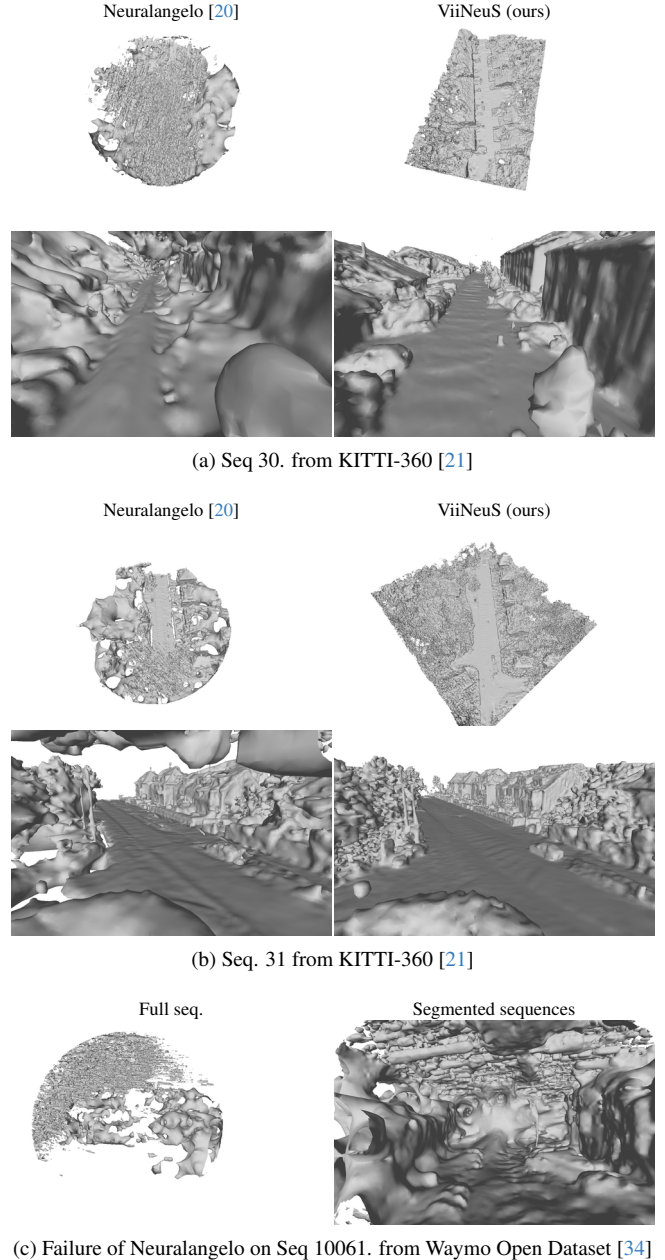 Neuralangelo [20] ViiNeuS (ours)
(a) Seq 30. from KITTI-360 [21]
Neuralangelo [20] ViiNeuS (ours)
(b) Seq. 31 from KITTI-360 [21]
Full seq. Segmented sequences
(c) Failure of Neuralangelo on Seq 10061. from Waymo Open Dataset [34]